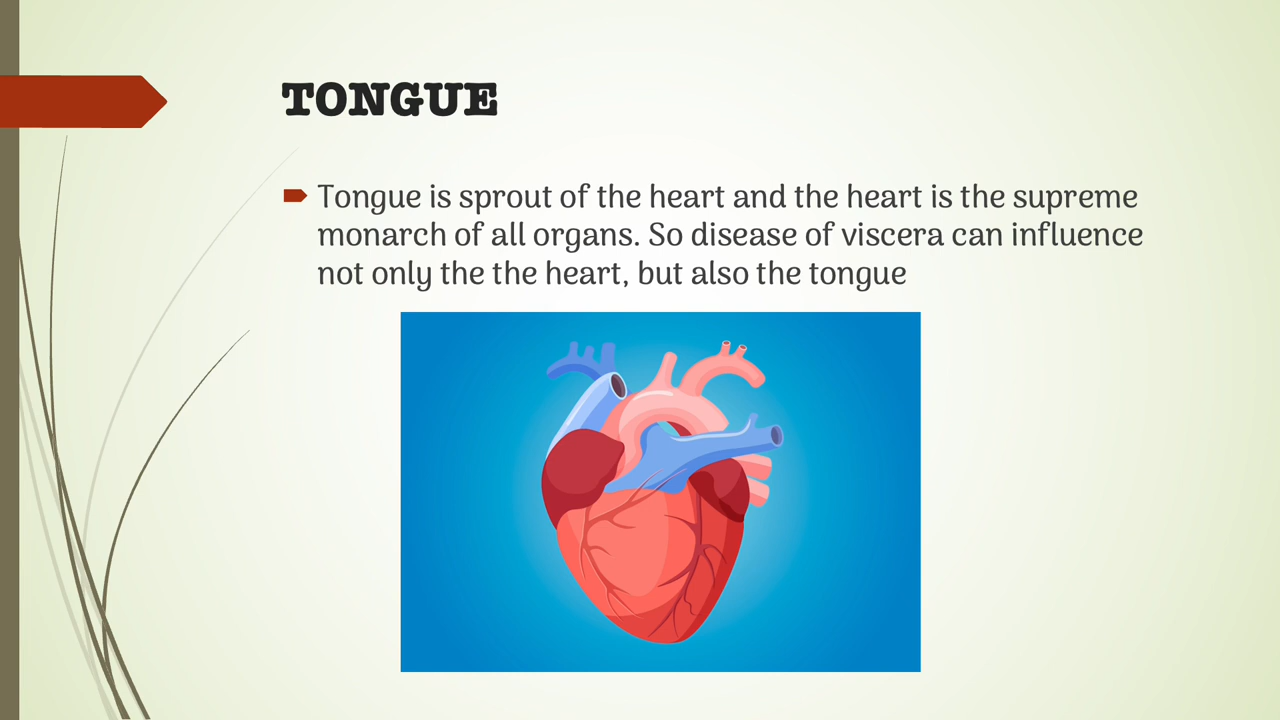 TONGUE
Tongue is sprout of the heart and the heart is the supreme
monarch of all organs. So disease of viscera can influence
not only the the heart, but also the tongue